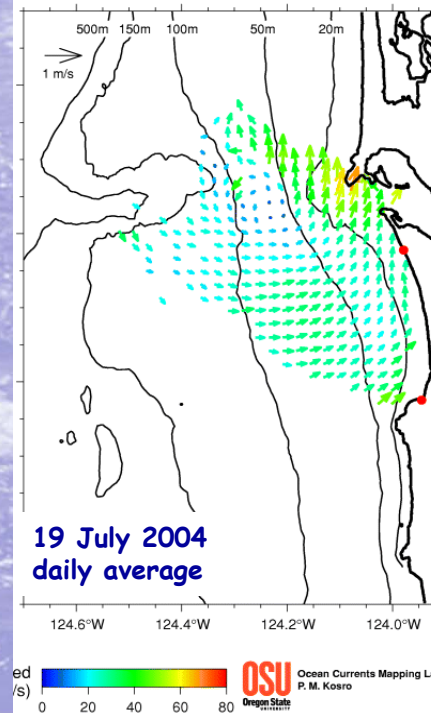 500m 150m 100m 50m 20m
1 m/s
19 July 2004
daily average
124.6°W 124.4°W 124.2°W 124.0°W
ed
/s)
0 20 40 60 80
OSU
Oregon State
UNIVERSITY
Ocean Currents Mapping La
P. M. Kosro